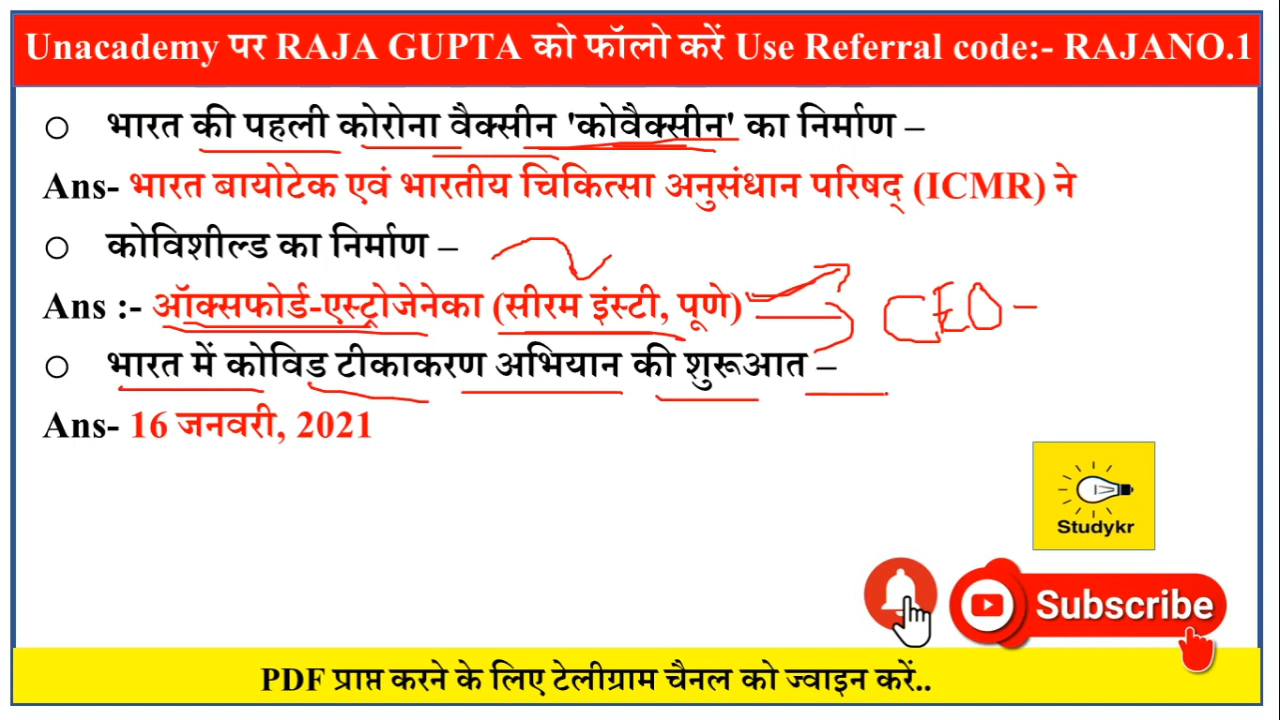 Unacademy पर RAJA GUPTA को फॉलो करें Use Referral code:- RAJANO.1
भारत की पहली कोरोना वैक्सीन 'कोवैक्सीन' का निर्माण –
Ans- भारत बायोटेक एवं भारतीय चिकित्सा अनुसंधान परिषद् (ICMR) ने
कोविशील्ड का निर्माण –
Ans :- ऑक्सफोर्ड-एस्ट्रोजेनेका (सीरम इंस्टी, पूणे)
CEO –
भारत में कोविड टीकाकरण अभियान की शुरूआत –
Ans- 16 जनवरी, 2021
Studykr
Subscribe
PDF प्राप्त करने के लिए टेलीग्राम चैनल को ज्वाइन करें..